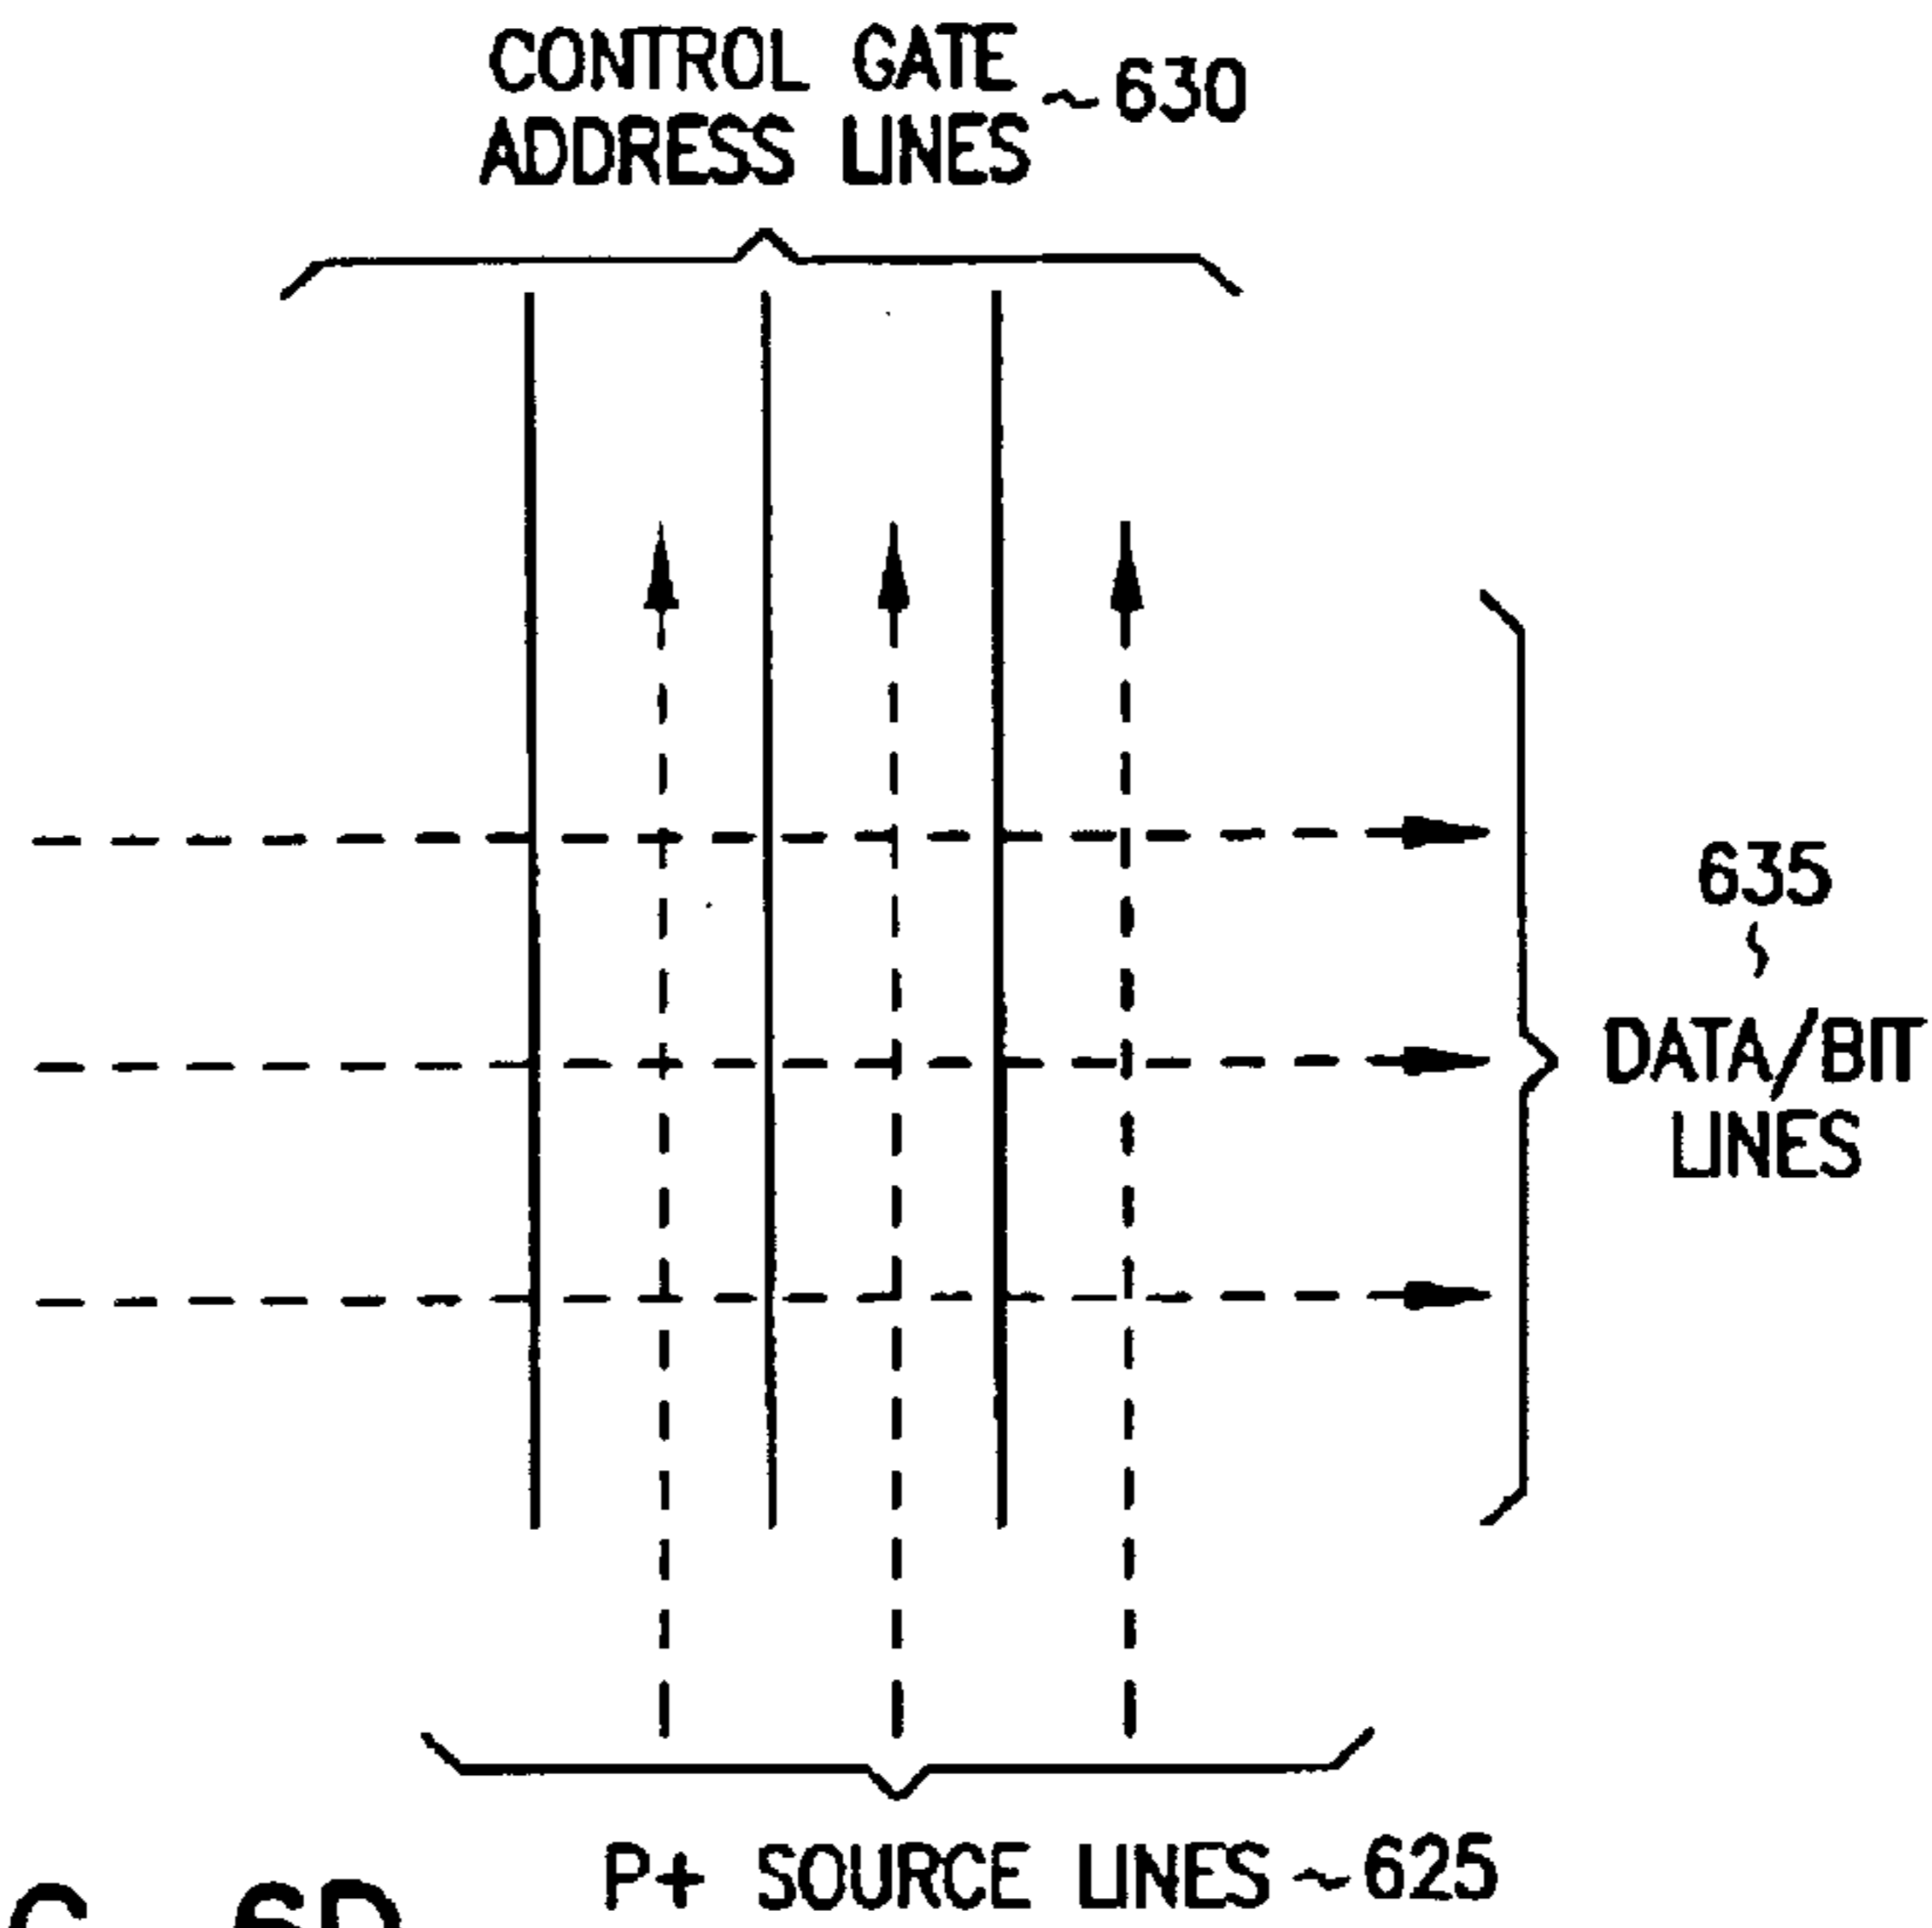 CONTROL GATE
ADDRESS LINES ~630
635
DATA/BIT
LINES
P+ SOURCE LINES ~625